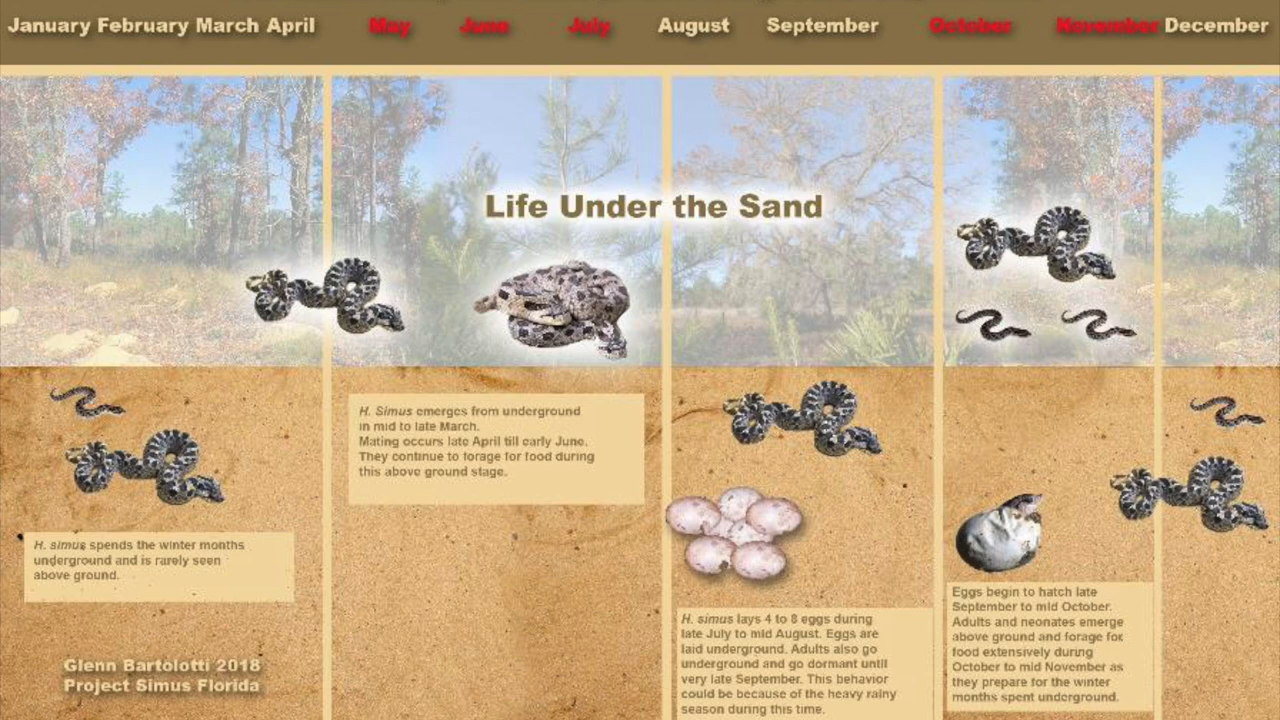 January February March April May June July August September October November December
Life Under the Sand
H. Simus emerges from underground
in mid to late March.
Mating occurs late April till early June.
They continue to forage for food during
this above ground stage.
H. simus spends the winter months
underground and is rarely seen
above ground.
H. simus lays 4 to 8 eggs during
late July to mid August. Eggs are
laid underground. Adults also go
underground and go dormant until
very late September. This behavior
could be because of the heavy rainy
season during this time.
Eggs begin to hatch late
September to mid October.
Adults and neonates emerge
above ground and forage for
food extensively during
October to mid November as
they prepare for the winter
months spent underground.
Glenn Bartolotti 2018
Project Simus Florida